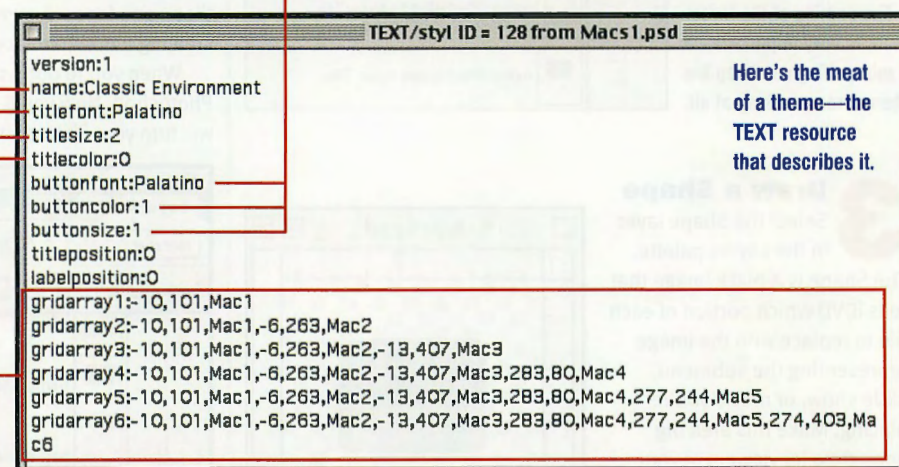 TEXT/styl ID = 128 from Macs1.psd
version:1
name:Classic Environment
titlefont:Palatino
titlesize:2
titlecolor:0
buttonfont:Palatino
buttoncolor:1
buttonsize:1
titleposition:0
labelposition:0
gridarray1:-10,101,Mac1
gridarray2:-10,101,Mac1,-6,263,Mac2
gridarray3:-10,101,Mac1,-6,263,Mac2,-13,407,Mac3
gridarray4:-10,101,Mac1,-6,263,Mac2,-13,407,Mac3,283,80,Mac4
gridarray5:-10,101,Mac1,-6,263,Mac2,-13,407,Mac3,283,80,Mac4,277,244,Mac5
gridarray6:-10,101,Mac1,-6,263,Mac2,-13,407,Mac3,283,80,Mac4,277,244,Mac5,274,403,Ma
c6
Here's the meat
of a theme—the
TEXT resource
that describes it.